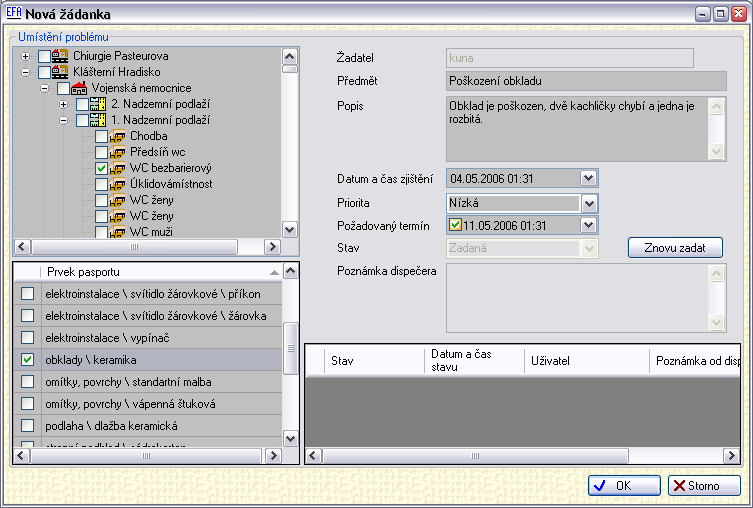 EFA Nová žádanka
Umístění problému
Chirurgie Pasteurova
Klášterní Hradisko
Vojenská nemocnice
2. Nadzemní podlaží
1. Nadzemní podlaží
Chodba
Předsíň wc
WC bezbarierový
Úklidovámístnost
WC ženy
WC ženy
WC muži
Prvek pasportu
elektroinstalace \ svítidlo žárovkové \ příkon
elektroinstalace \ svítidlo žárovkové \ žárovka
elektroinstalace \ vypínač
obklady \ keramika
omítky, povrchy \ standartní malba
omítky, povrchy \ vápenná štuková
podlaha \ dlažba keramická
Žadatel kuna
Předmět Poškození obkladu
Popis Obklad je poškozen, dvě kachličky chybí a jedna je
rozbitá.
Datum a čas zjištění 04.05.2006 01:31
Priorita Nízká
Požadovaný termín 11.05.2006 01:31
Stav Zadaná Znovu zadat
Poznámka dispečera
Stav Datum a čas stavu Uživatel Poznámka od disp
OK Storno